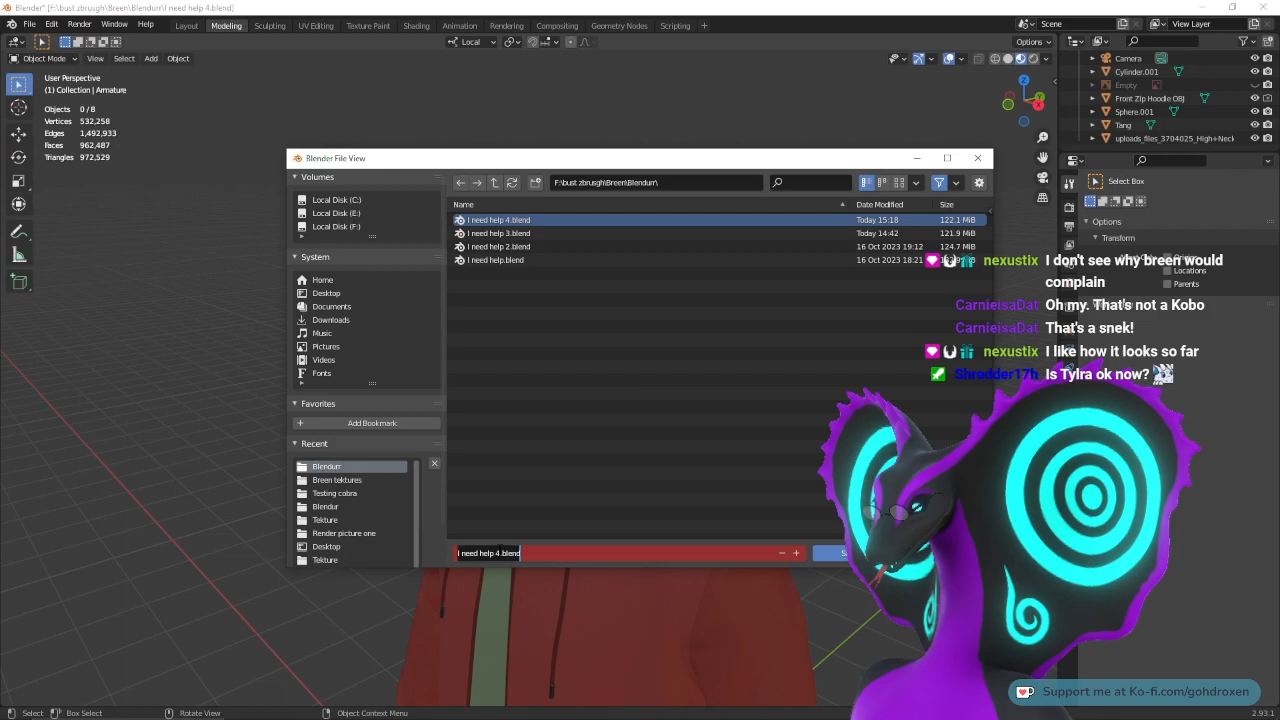 Blender* [F:\bust zbrusgh\Breen\Blendurr\I need help 4.blend]
File Edit Render Window Help Layout Modeling Sculpting UV Editing Texture Paint Shading Animation Rendering Compositing Geometry Nodes Scripting + Scene View Layer
Local Options
Object Mode View Select Add Object
User Perspective
(1) Collection | Armature
Objects 0 / 8
Vertices 532,258
Edges 1,492,933
Faces 962,487
Triangles 972,529
Z
Y
X
Camera
Cylinder.001
Empty
Front Zip Hoodie OBJ
Sphere.001
Tang
uploads_files_3704025_High+Neck
Select Box
Options
Transform
Locations
Parents
Blender File View
Volumes
Local Disk (C:)
Local Disk (E:)
Local Disk (F:)
System
Home
Desktop
Documents
Downloads
Music
Pictures
Videos
Fonts
Favorites
Add Bookmark
Recent
Blendurr
Breen tektures
Testing cobra
Blendur
Tekture
Render picture one
Desktop
Tekture
F:\bust zbrusgh\Breen\Blendurr\
Name Date Modified Size
I need help 4.blend Today 15:18 122.1 MiB
I need help 3.blend Today 14:42 121.9 MiB
I need help 2.blend 16 Oct 2023 19:12 124.7 MiB
I need help.blend 16 Oct 2023 18:21
I need help 4.blend
nexustix I don't see why breen would
complain
CarnieisaDat Oh my. That's not a Kobo
CarnieisaDat That's a snek!
nexustix I like how it looks so far
Shredder17h Is Tylra ok now?
Support me at Ko-fi.com/gohdroxen
Select Box Select Rotate View Object Context Menu 2.93.1